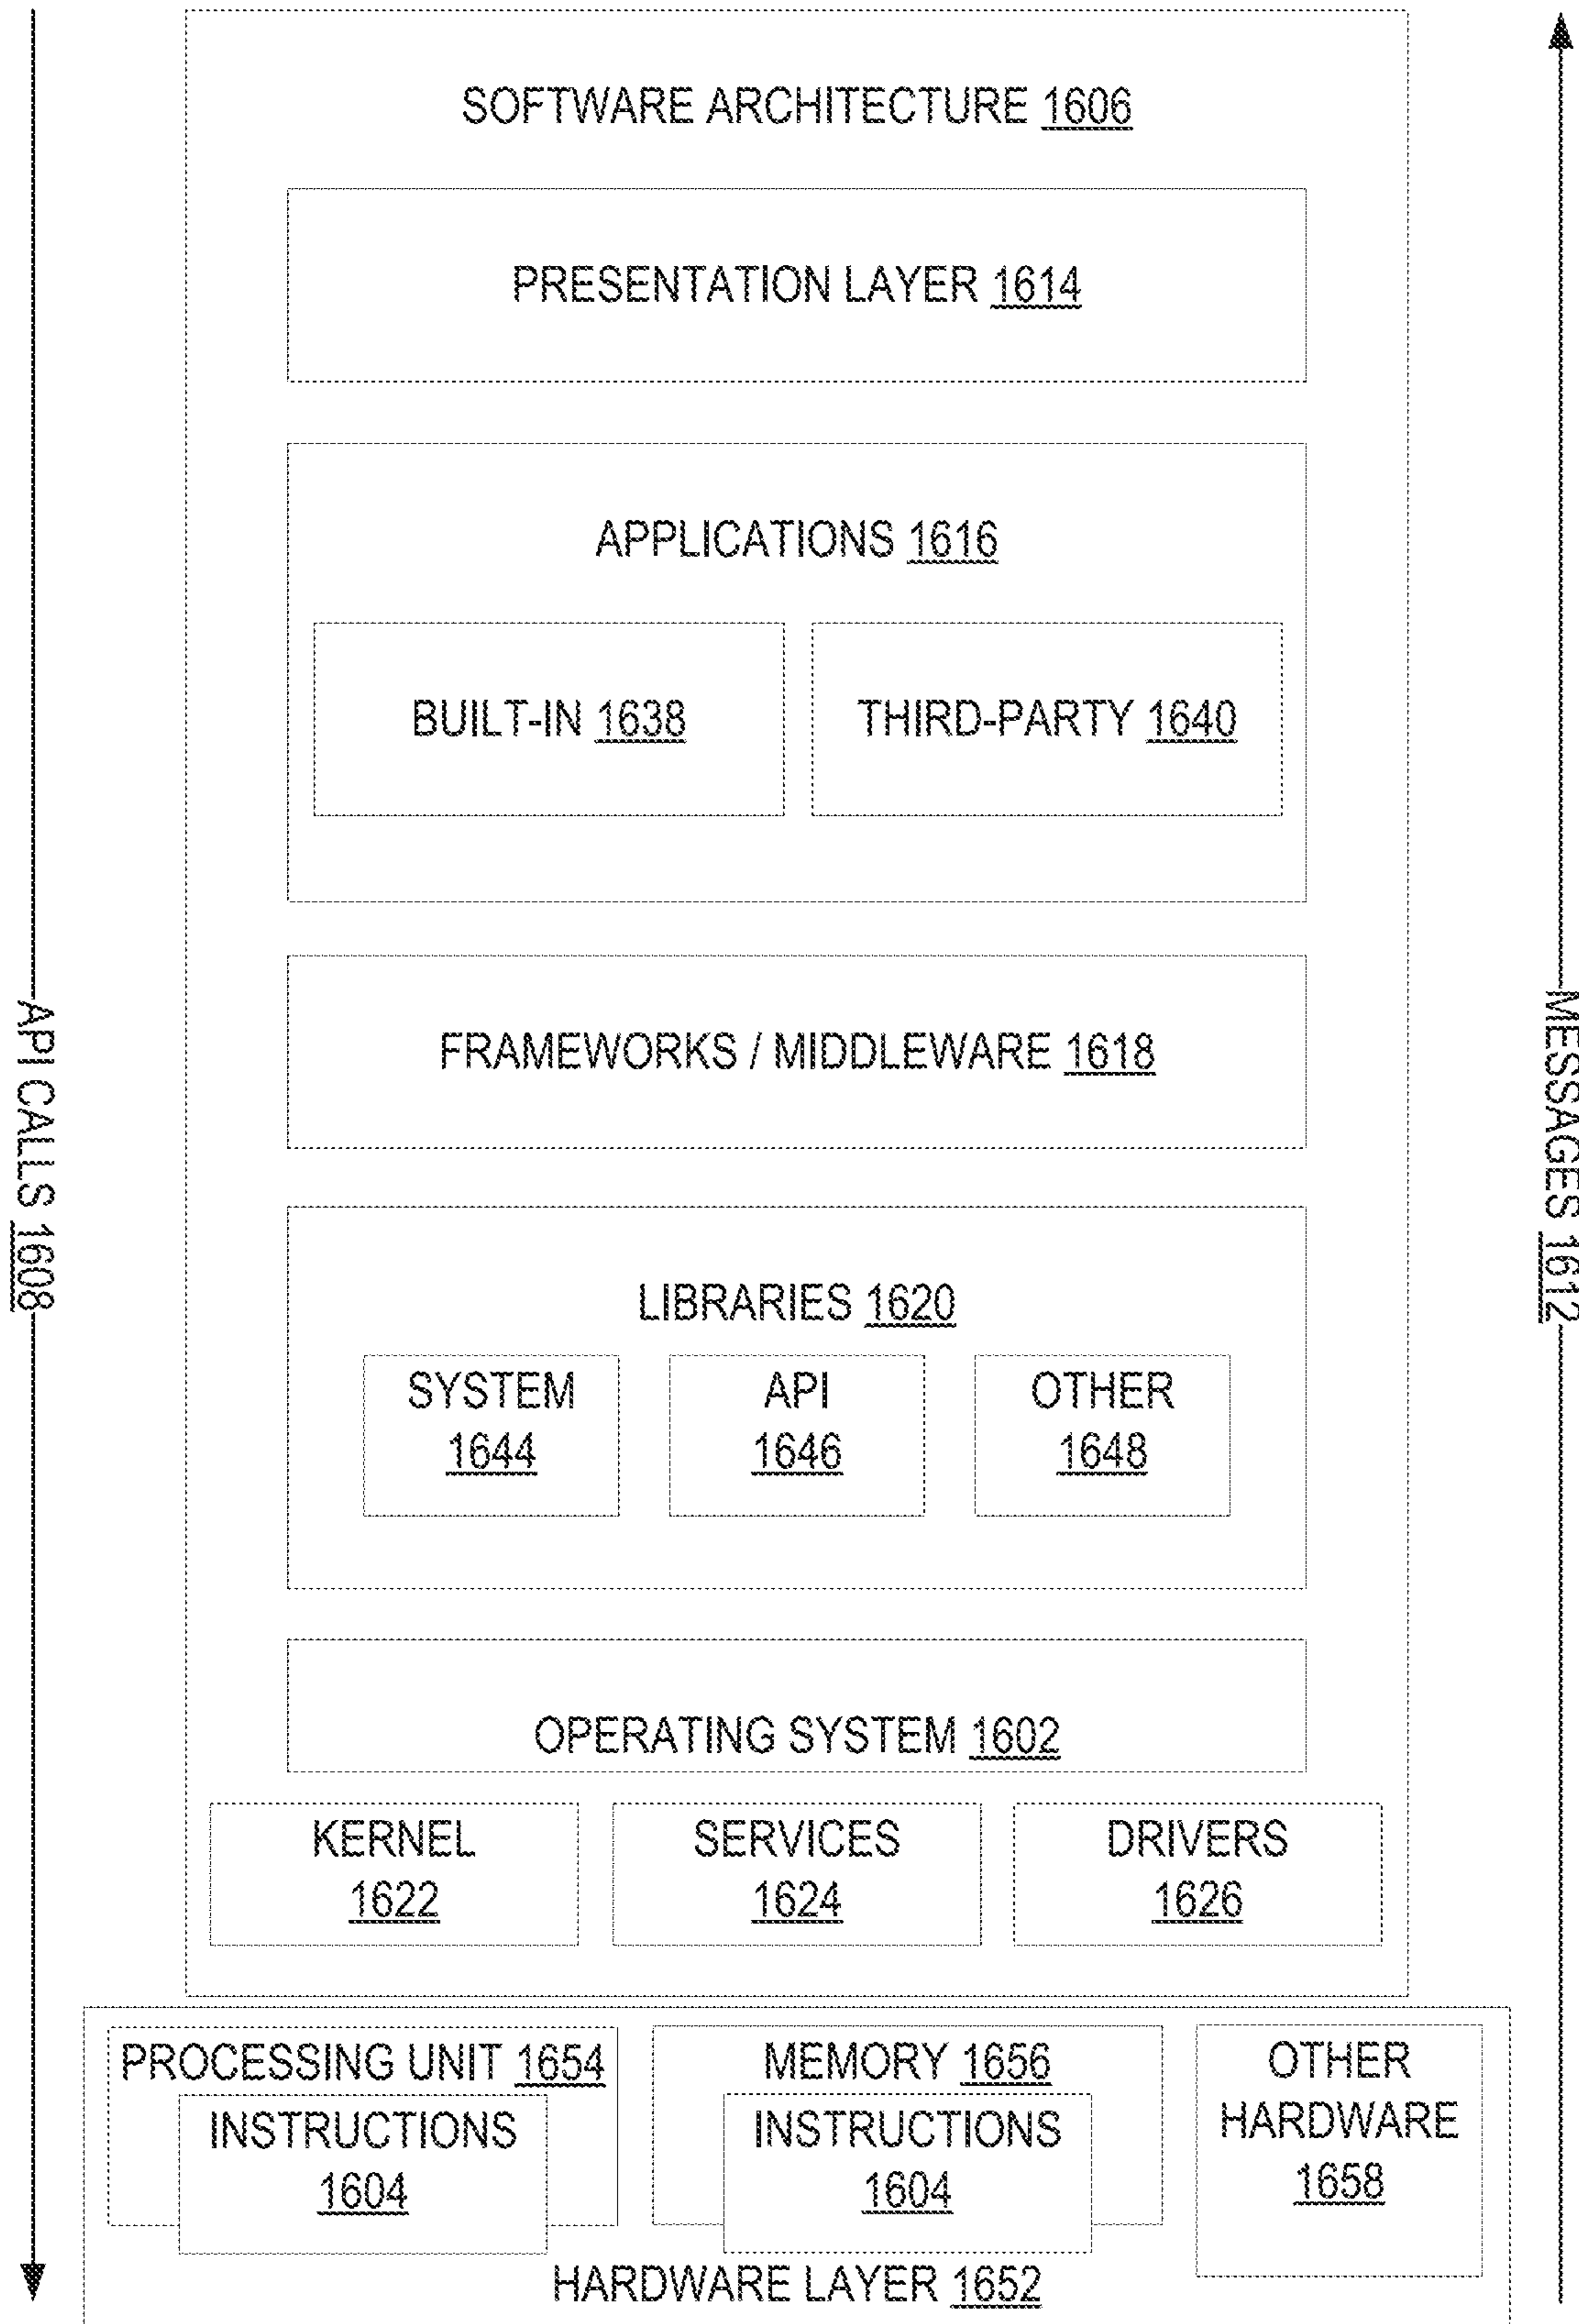 SOFTWARE ARCHITECTURE 1606
PRESENTATION LAYER 1614
APPLICATIONS 1616
BUILT-IN 1638
THIRD-PARTY 1640
FRAMEWORKS / MIDDLEWARE 1618
API CALLS 1608
MESSAGES 1612
LIBRARIES 1620
SYSTEM
1644
API
1646
OTHER
1648
OPERATING SYSTEM 1602
KERNEL
1622
SERVICES
1624
DRIVERS
1626
PROCESSING UNIT 1654
INSTRUCTIONS
1604
MEMORY 1656
INSTRUCTIONS
1604
OTHER
HARDWARE
1658
HARDWARE LAYER 1652